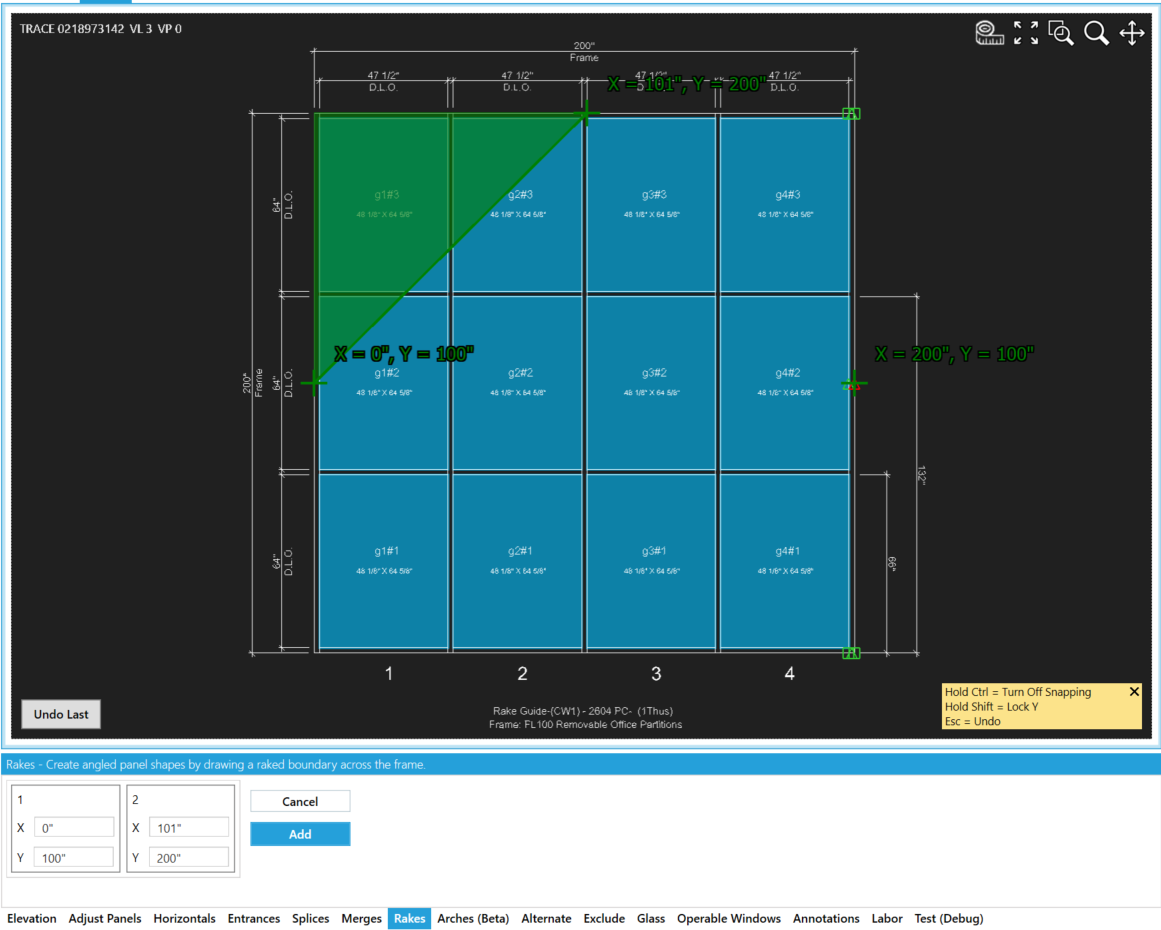 TRACE 0218973142 VL 3 VP 0
200"
Frame
47 1/2"
D.L.O.
47 1/2"
D.L.O.
47 1/2"
D.L.O.
47 1/2"
D.L.O.
X = 101", Y = 200"
64"
D.L.O.
g1#3
48 1/8" X 64 5/8"
g2#3
48 1/8" X 64 5/8"
g3#3
48 1/8" X 64 5/8"
g4#3
48 1/8" X 64 5/8"
X = 0", Y = 100"
X = 200", Y = 100"
200"
Frame
64"
D.L.O.
g1#2
48 1/8" X 64 5/8"
g2#2
48 1/8" X 64 5/8"
g3#2
48 1/8" X 64 5/8"
g4#2
48 1/8" X 64 5/8"
132"
64"
D.L.O.
g1#1
48 1/8" X 64 5/8"
g2#1
48 1/8" X 64 5/8"
g3#1
48 1/8" X 64 5/8"
g4#1
48 1/8" X 64 5/8"
66"
1
2
3
4
Undo Last
Rake Guide-(CW1) - 2604 PC- (1Thus)
Frame: FL100 Removable Office Partitions
Hold Ctrl = Turn Off Snapping
Hold Shift = Lock Y
Esc = Undo
Rakes - Create angled panel shapes by drawing a raked boundary across the frame.
1
X 0"
Y 100"
2
X 101"
Y 200"
Cancel
Add
Elevation Adjust Panels Horizontals Entrances Splices Merges Rakes Arches (Beta) Alternate Exclude Glass Operable Windows Annotations Labor Test (Debug)